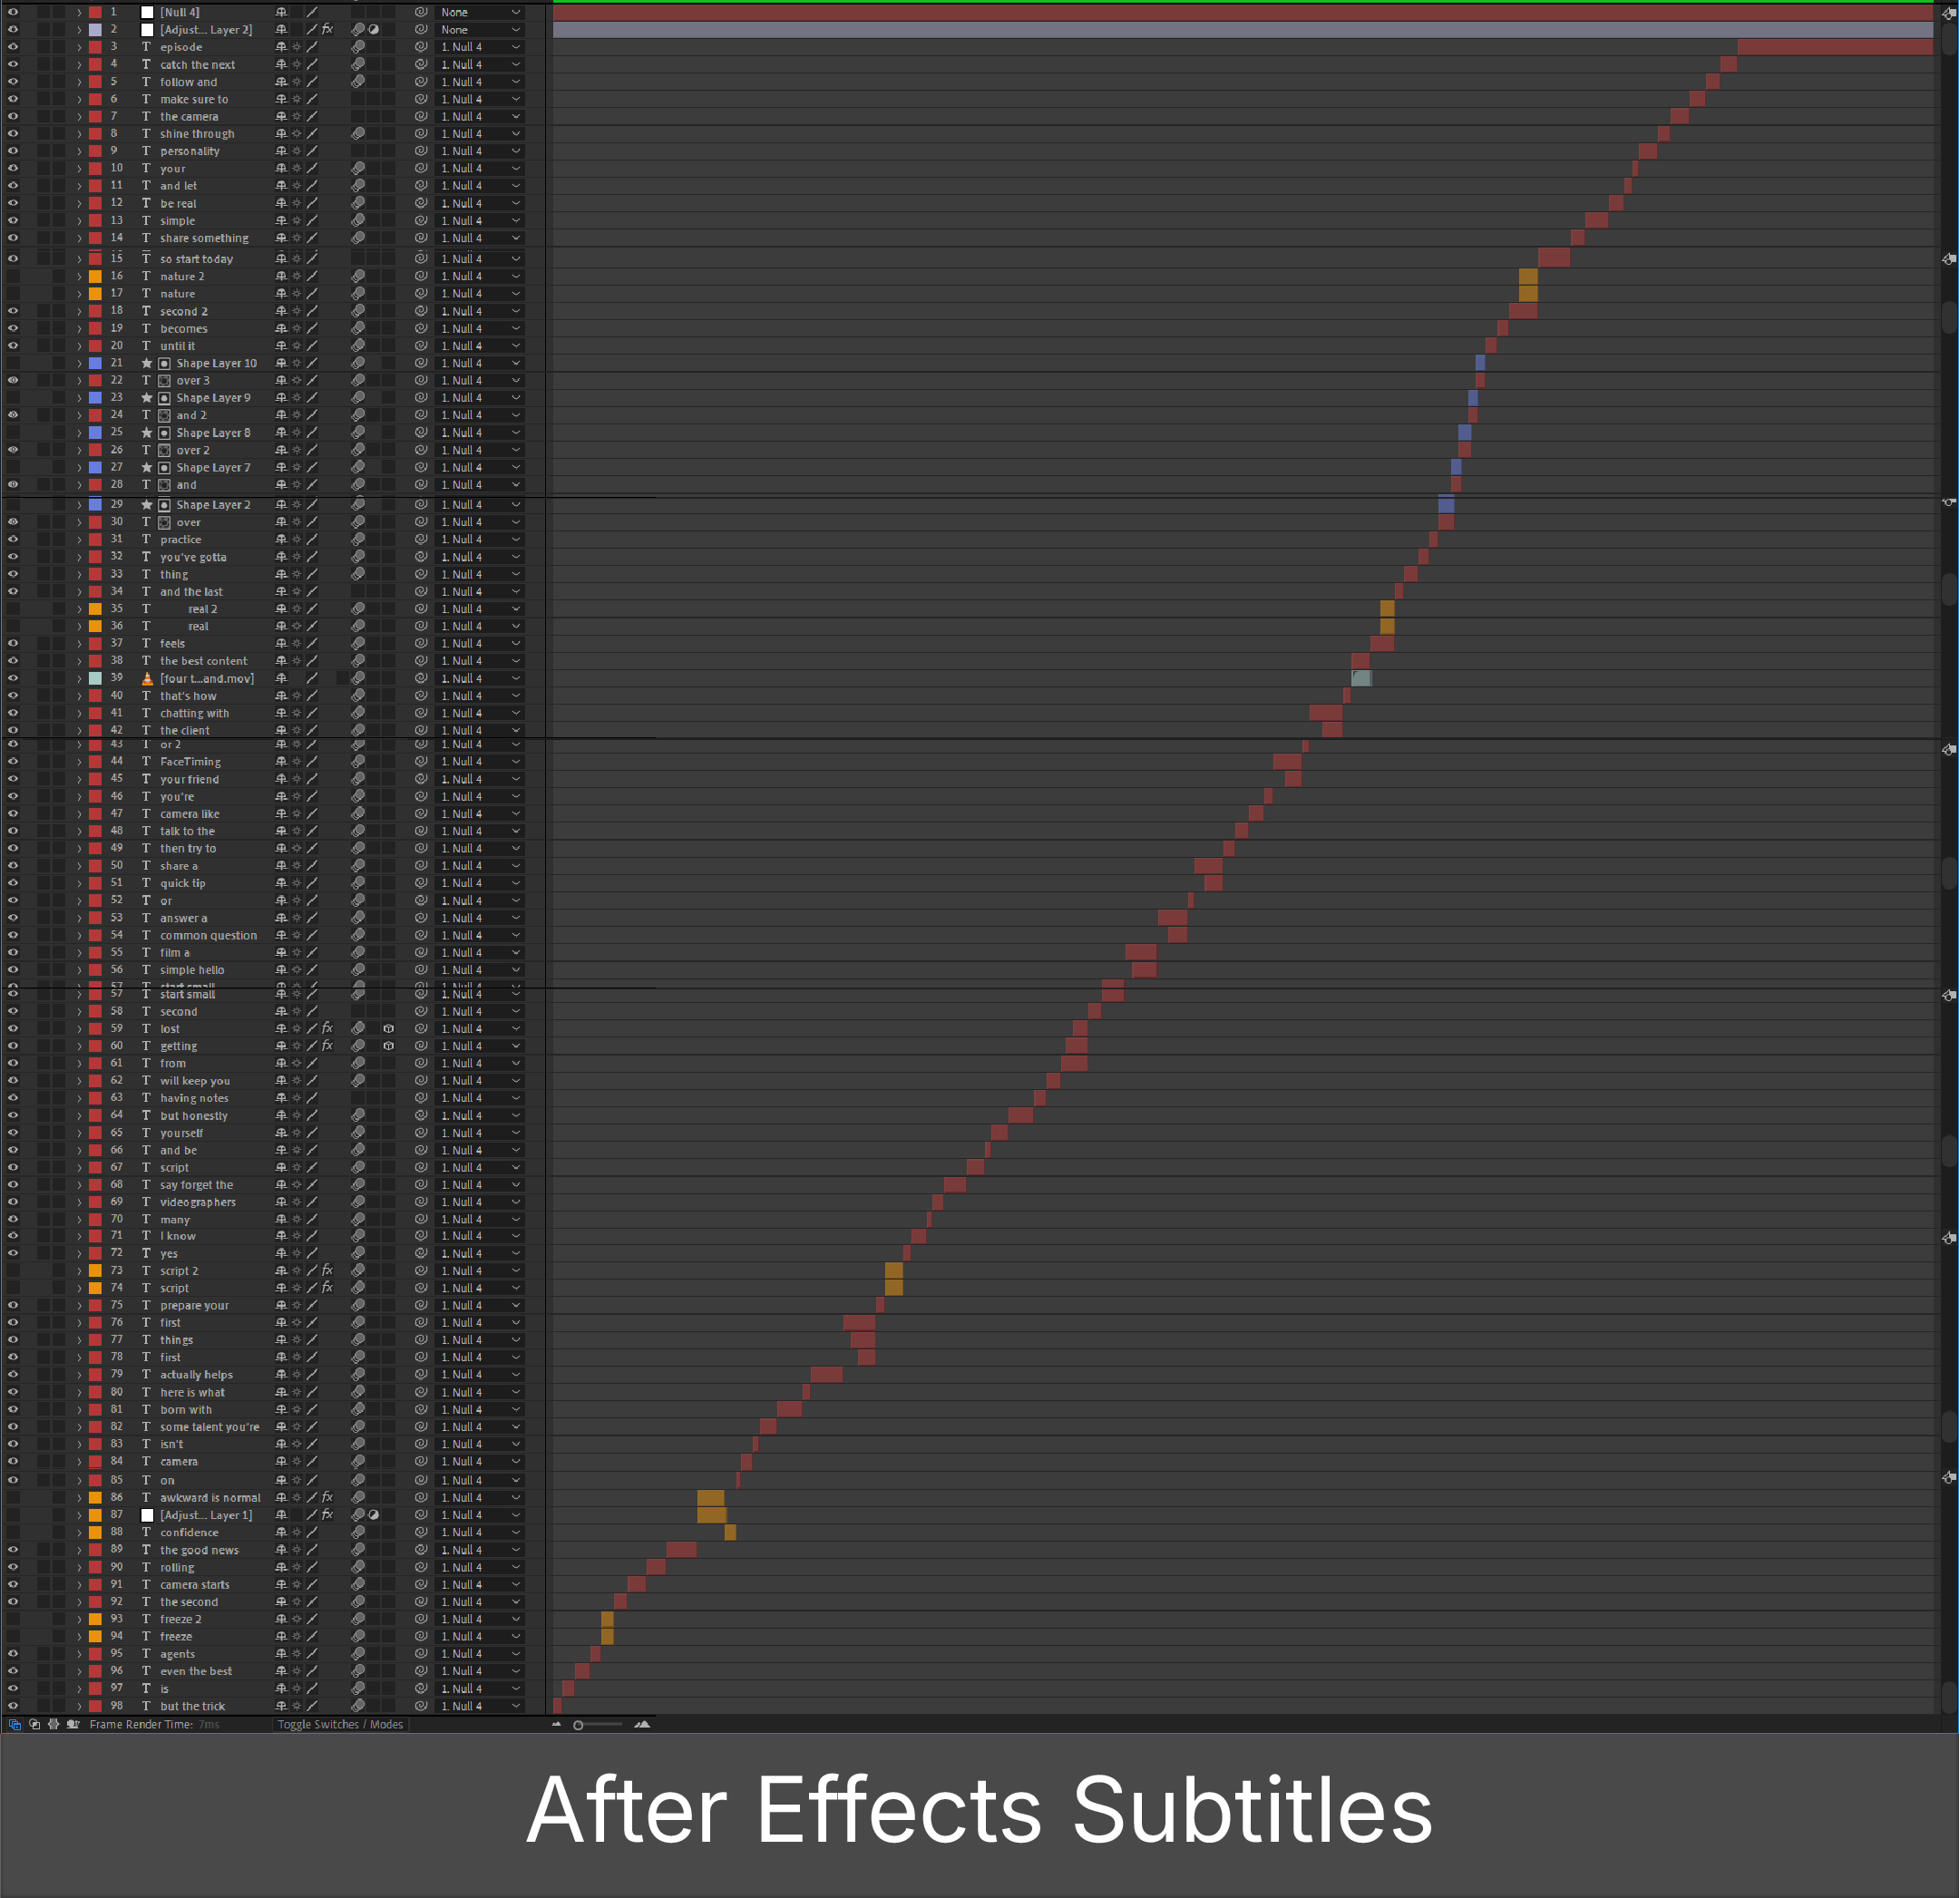 1 [Null 4] None
2 [Adjust... Layer 2] fx None
3 T episode 1. Null 4
4 T catch the next 1. Null 4
5 T follow and 1. Null 4
6 T make sure to 1. Null 4
7 T the camera 1. Null 4
8 T shine through 1. Null 4
9 T personality 1. Null 4
10 T your 1. Null 4
11 T and let 1. Null 4
12 T be real 1. Null 4
13 T simple 1. Null 4
14 T share something 1. Null 4
15 T so start today 1. Null 4
16 T nature 2 1. Null 4
17 T nature 1. Null 4
18 T second 2 1. Null 4
19 T becomes 1. Null 4
20 T until it 1. Null 4
21 Shape Layer 10 1. Null 4
22 T over 3 1. Null 4
23 Shape Layer 9 1. Null 4
24 T and 2 1. Null 4
25 Shape Layer 8 1. Null 4
26 T over 2 1. Null 4
27 Shape Layer 7 1. Null 4
28 T and 1. Null 4
29 Shape Layer 2 1. Null 4
30 T over 1. Null 4
31 T practice 1. Null 4
32 T you've gotta 1. Null 4
33 T thing 1. Null 4
34 T and the last 1. Null 4
35 T real 2 1. Null 4
36 T real 1. Null 4
37 T feels 1. Null 4
38 T the best content 1. Null 4
39 [four t...and.mov] 1. Null 4
40 T that's how 1. Null 4
41 T chatting with 1. Null 4
42 T the client 1. Null 4
43 T or 2 1. Null 4
44 T FaceTiming 1. Null 4
45 T your friend 1. Null 4
46 T you're 1. Null 4
47 T camera like 1. Null 4
48 T talk to the 1. Null 4
49 T then try to 1. Null 4
50 T share a 1. Null 4
51 T quick tip 1. Null 4
52 T or 1. Null 4
53 T answer a 1. Null 4
54 T common question 1. Null 4
55 T film a 1. Null 4
56 T simple hello 1. Null 4
57 T start small 1. Null 4
58 T second 1. Null 4
59 T lost fx 1. Null 4
60 T getting fx 1. Null 4
61 T from 1. Null 4
62 T will keep you 1. Null 4
63 T having notes 1. Null 4
64 T but honestly 1. Null 4
65 T yourself 1. Null 4
66 T and be 1. Null 4
67 T script 1. Null 4
68 T say forget the 1. Null 4
69 T videographers 1. Null 4
70 T many 1. Null 4
71 T I know 1. Null 4
72 T yes 1. Null 4
73 T script 2 fx 1. Null 4
74 T script fx 1. Null 4
75 T prepare your 1. Null 4
76 T first 1. Null 4
77 T things 1. Null 4
78 T first 1. Null 4
79 T actually helps 1. Null 4
80 T here is what 1. Null 4
81 T born with 1. Null 4
82 T some talent you're 1. Null 4
83 T isn't 1. Null 4
84 T camera 1. Null 4
85 T on 1. Null 4
86 T awkward is normal fx 1. Null 4
87 [Adjust... Layer 1] fx 1. Null 4
88 T confidence 1. Null 4
89 T the good news 1. Null 4
90 T rolling 1. Null 4
91 T camera starts 1. Null 4
92 T the second 1. Null 4
93 T freeze 2 1. Null 4
94 T freeze 1. Null 4
95 T agents 1. Null 4
96 T even the best 1. Null 4
97 T is 1. Null 4
98 T but the trick 1. Null 4
Frame Render Time: 7ms Toggle Switches / Modes
After Effects Subtitles